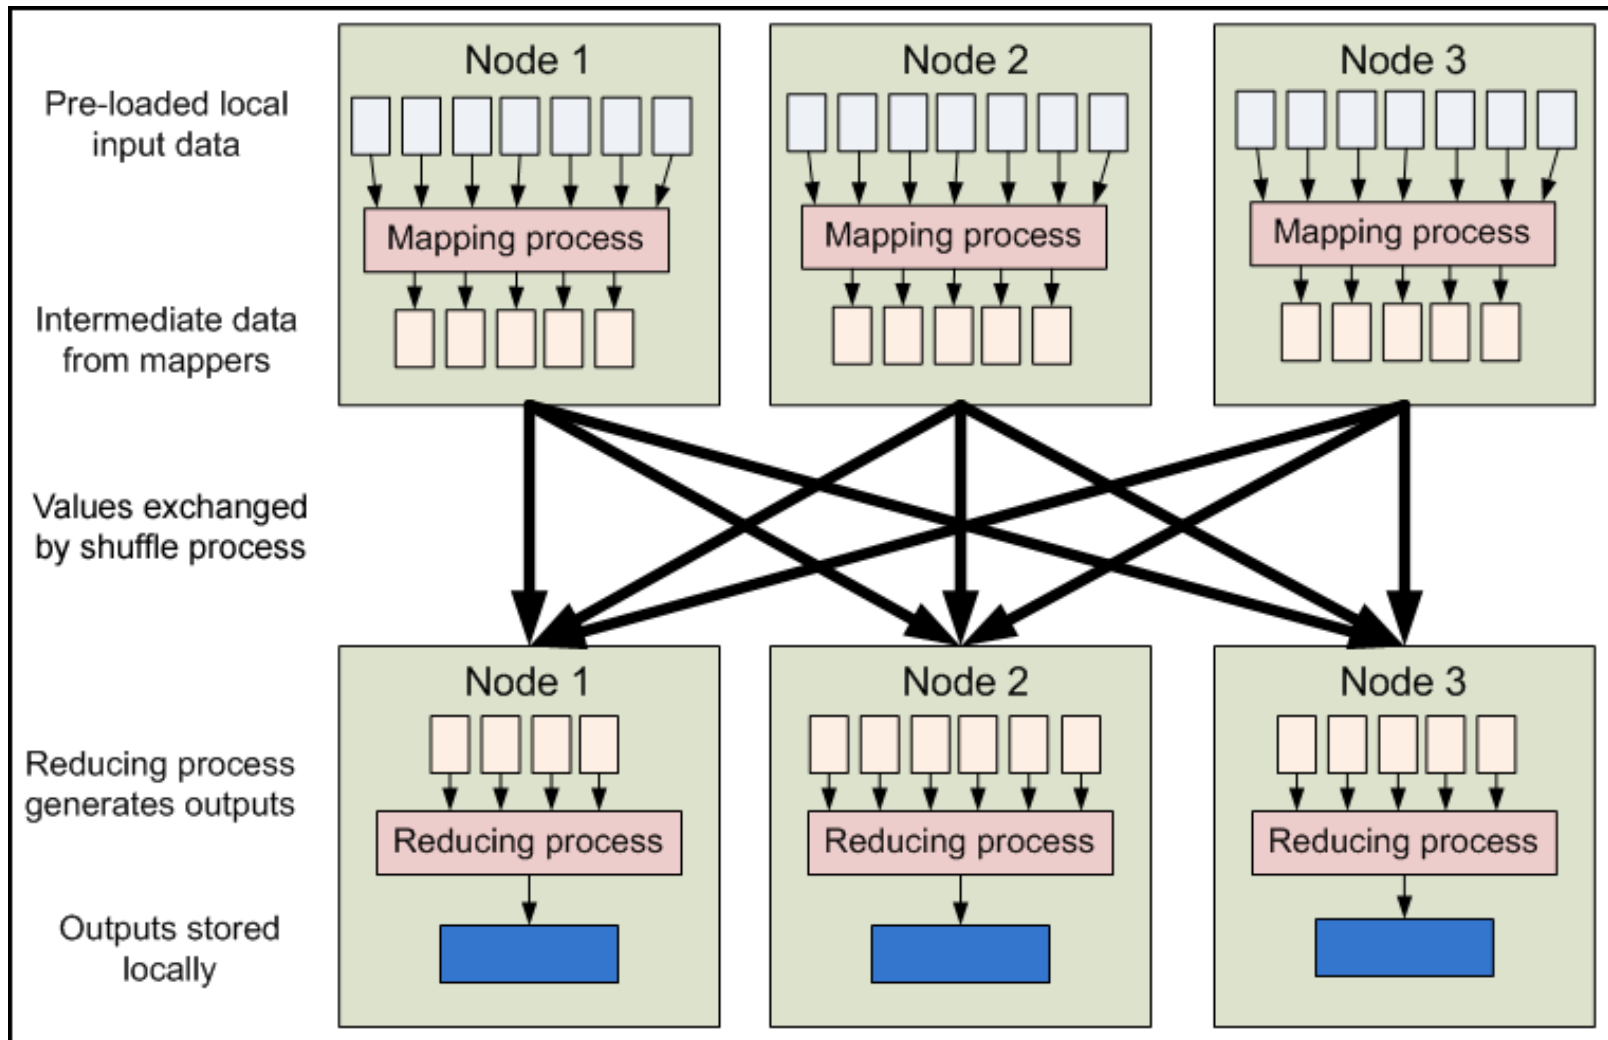 Node 1
Node 2
Node 3
Pre-loaded local
input data
Mapping process
Mapping process
Mapping process
Intermediate data
from mappers
Values exchanged
by shuffle process
Node 1
Node 2
Node 3
Reducing process
generates outputs
Reducing process
Reducing process
Reducing process
Outputs stored
locally